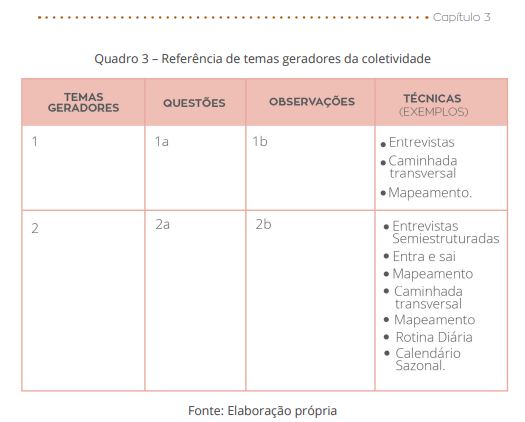 Capítulo 3
Quadro 3 – Referência de temas geradores da coletividade
TEMAS
GERADORES
QUESTÕES
OBSERVAÇÕES
TÉCNICAS
(EXEMPLOS)
1
1a
1b
• Entrevistas
• Caminhada
transversal
• Mapeamento.
2
2a
2b
• Entrevistas
Semiestruturadas
• Entra e sai
• Mapeamento
• Caminhada
transversal
• Mapeamento
• Rotina Diária
• Calendário
Sazonal.
Fonte: Elaboração própria